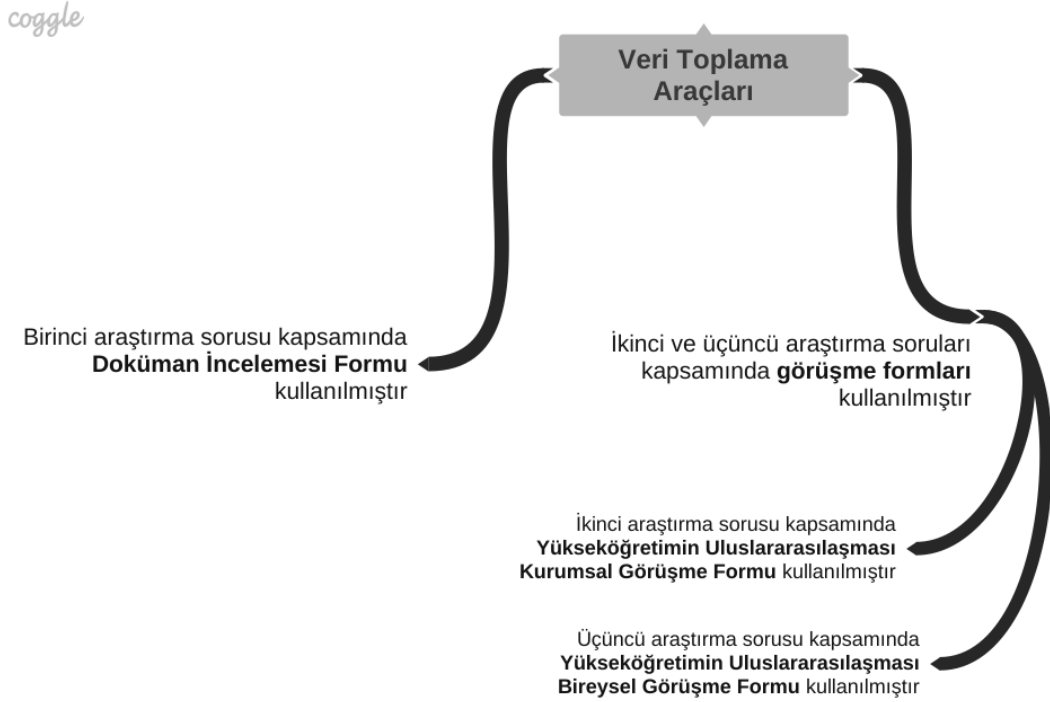 coggle
Veri Toplama
Araçları
Birinci araştırma sorusu kapsamında
Doküman İncelemesi Formu
kullanılmıştır
İkinci ve üçüncü araştırma soruları
kapsamında görüşme formları
kullanılmıştır
İkinci araştırma sorusu kapsamında
Yükseköğretimin Uluslararasılaşması
Kurumsal Görüşme Formu kullanılmıştır
Üçüncü araştırma sorusu kapsamında
Yükseköğretimin Uluslararasılaşması
Bireysel Görüşme Formu kullanılmıştır